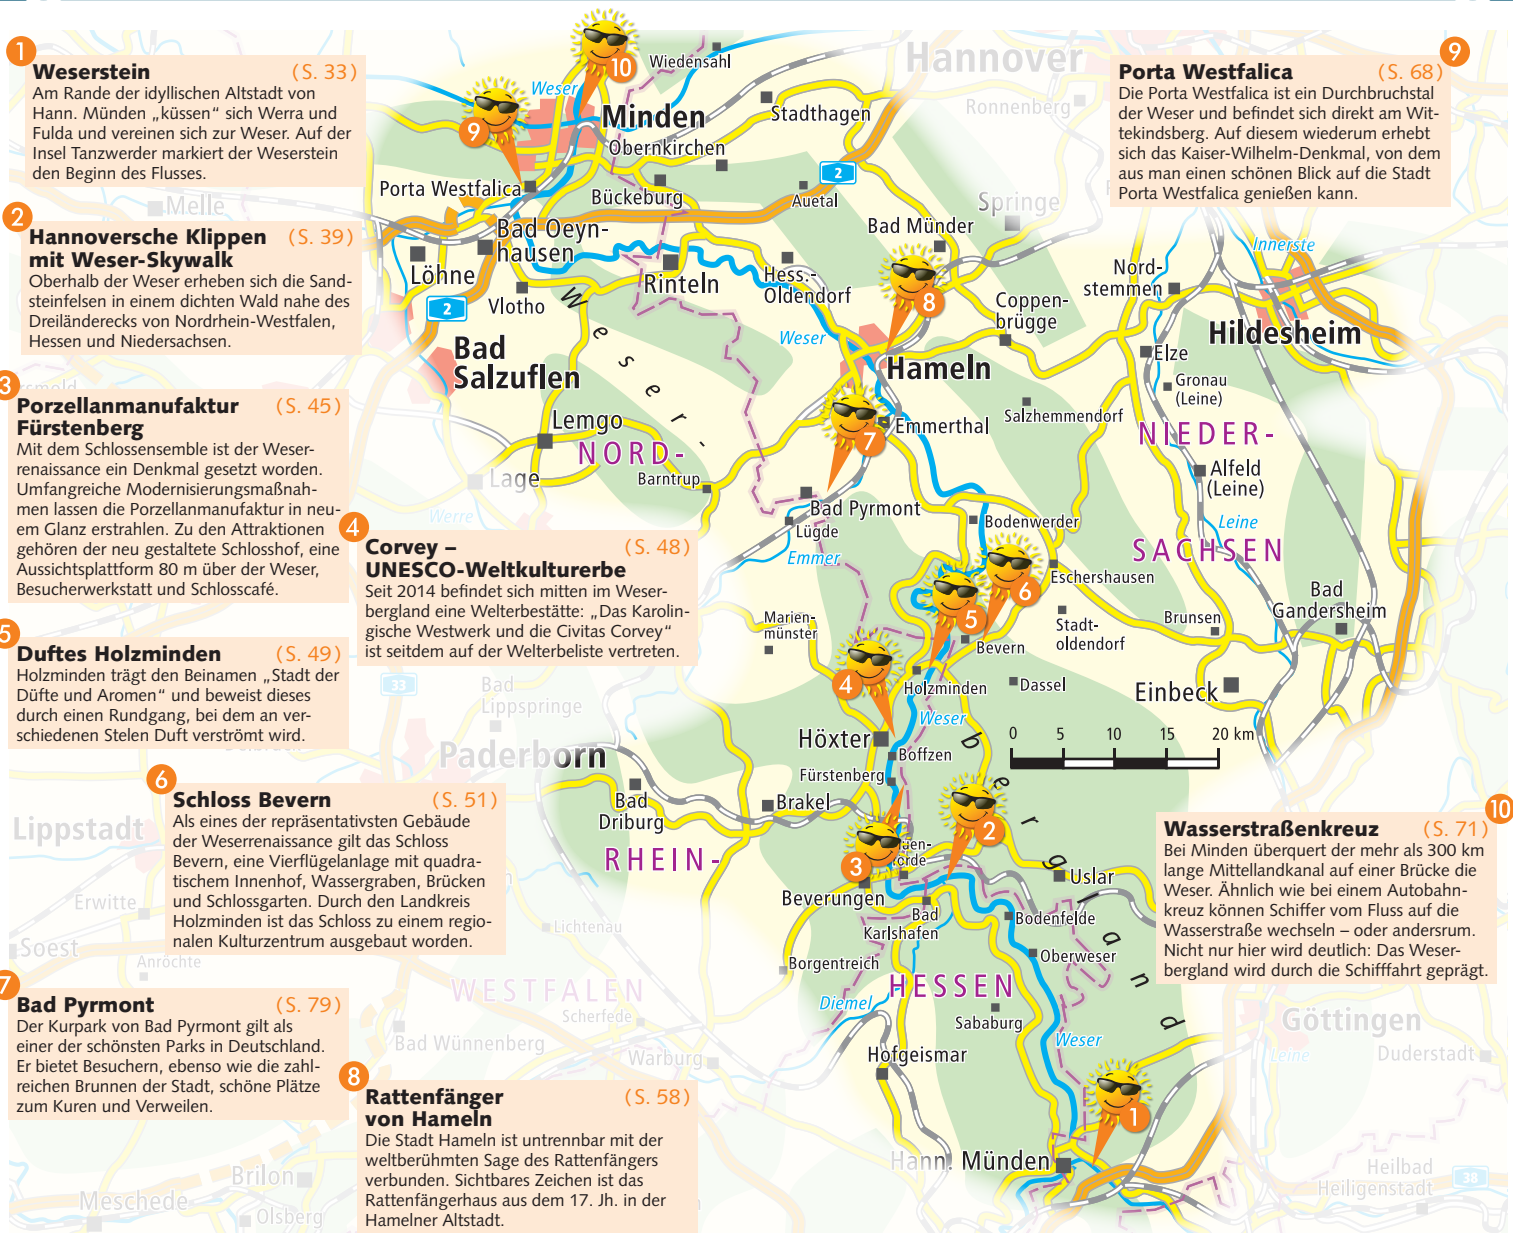 1
Weserstein (S. 33)
Am Rande der idyllischen Altstadt von
Hann. Münden „küssen“ sich Werra und
Fulda und vereinen sich zur Weser. Auf der
Insel Tanzwerder markiert der Weserstein
den Beginn des Flusses.
2
Hannoversche Klippen (S. 39)
mit Weser-Skywalk
Oberhalb der Weser erheben sich die Sand-
steinfelsen in einem dichten Wald nahe des
Dreiländerecks von Nordrhein-Westfalen,
Hessen und Niedersachsen.
3
Porzellanmanufaktur (S. 45)
Fürstenberg
Mit dem Schlossensemble ist der Weser-
renaissance ein Denkmal gesetzt worden.
Umfangreiche Modernisierungsmaßnah-
men lassen die Porzellanmanufaktur in neu-
em Glanz erstrahlen. Zu den Attraktionen
gehören der neu gestaltete Schlosshof, eine
Aussichtsplattform 80 m über der Weser,
Besucherwerkstatt und Schlosscafé.
4
Corvey – (S. 48)
UNESCO-Weltkulturerbe
Seit 2014 befindet sich mitten im Weser-
bergland eine Welterbestätte: „Das Karolin-
gische Westwerk und die Civitas Corvey“
ist seitdem auf der Welterbeliste vertreten.
5
Duftes Holzminden (S. 49)
Holzminden trägt den Beinamen „Stadt der
Düfte und Aromen“ und beweist dieses
durch einen Rundgang, bei dem an ver-
schiedenen Stelen Duft verströmt wird.
6
Schloss Bevern (S. 51)
Als eines der repräsentativsten Gebäude
der Weserrenaissance gilt das Schloss
Bevern, eine Vierflügelanlage mit quadra-
tischem Innenhof, Wassergraben, Brücken
und Schlossgarten. Durch den Landkreis
Holzminden ist das Schloss zu einem regio-
nalen Kulturzentrum ausgebaut worden.
7
Bad Pyrmont (S. 79)
Der Kurpark von Bad Pyrmont gilt als
einer der schönsten Parks in Deutschland.
Er bietet Besuchern, ebenso wie die zahl-
reichen Brunnen der Stadt, schöne Plätze
zum Kuren und Verweilen.
8
Rattenfänger (S. 58)
von Hameln
Die Stadt Hameln ist untrennbar mit der
weltberühmten Sage des Rattenfängers
verbunden. Sichtbares Zeichen ist das
Rattenfängerhaus aus dem 17. Jh. in der
Hamelner Altstadt.
9
Porta Westfalica (S. 68)
Die Porta Westfalica ist ein Durchbruchstal
der Weser und befindet sich direkt am Wit-
tekindsberg. Auf diesem wiederum erhebt
sich das Kaiser-Wilhelm-Denkmal, von dem
aus man einen schönen Blick auf die Stadt
Porta Westfalica genießen kann.
10
Wasserstraßenkreuz (S. 71)
Bei Minden überquert der mehr als 300 km
lange Mittellandkanal auf einer Brücke die
Weser. Ähnlich wie bei einem Autobahn-
kreuz können Schiffer vom Fluss auf die
Wasserstraße wechseln – oder andersrum.
Nicht nur hier wird deutlich: Das Weser-
bergland wird durch die Schifffahrt geprägt.
10
Wiedensahl
Hannover
Weser
Ronnenberg
9
Minden
Stadthagen
Obernkirchen
2
Porta Westfalica
Bückeburg
Auetal
Melle
Springe
Bad Oeyn-
hausen
Bad Münder
Innerste
Löhne
Rinteln
Hess.-
Oldendorf
Nord-
stemmen
2
Vlotho
8
Coppen-
brügge
Hildesheim
Weser
Bad
Salzuflen
Weser-
Hameln
Elze
Gronau
(Leine)
Lemgo
7
Emmerthal
Salzhemmendorf
NORD-
NIEDER-
Lage
Barntrup
Alfeld
(Leine)
Werre
Bad Pyrmont
Lügde
Bodenwerder
Leine
Emmer
SACHSEN
6
Eschershausen
5
Bad
Gandersheim
Marien-
münster
Stadt-
oldendorf
Brunsen
Bevern
4
Holzminden
Dassel
Einbeck
33
Bad
Lippspringe
Weser
bergland
Höxter
0 5 10 15 20 km
Paderborn
Boffzen
Fürstenberg
Bad
Driburg
Brakel
2
Lippstadt
RHEIN-
3
Uslar
Beverungen
Erwitte
Bad
Karlshafen
Bodenfelde
Lichtenau
Soest
Oberweser
Anröchte
Borgentreich
WESTFALEN
HESSEN
Diemel
Scherfede
Sababurg
Göttingen
Bad Wünnenberg
Weser
Warburg
Hofgeismar
Leine
Duderstadt
1
Hann. Münden
Brilon
Heilbad
Heiligenstadt
38
Meschede
Olsberg